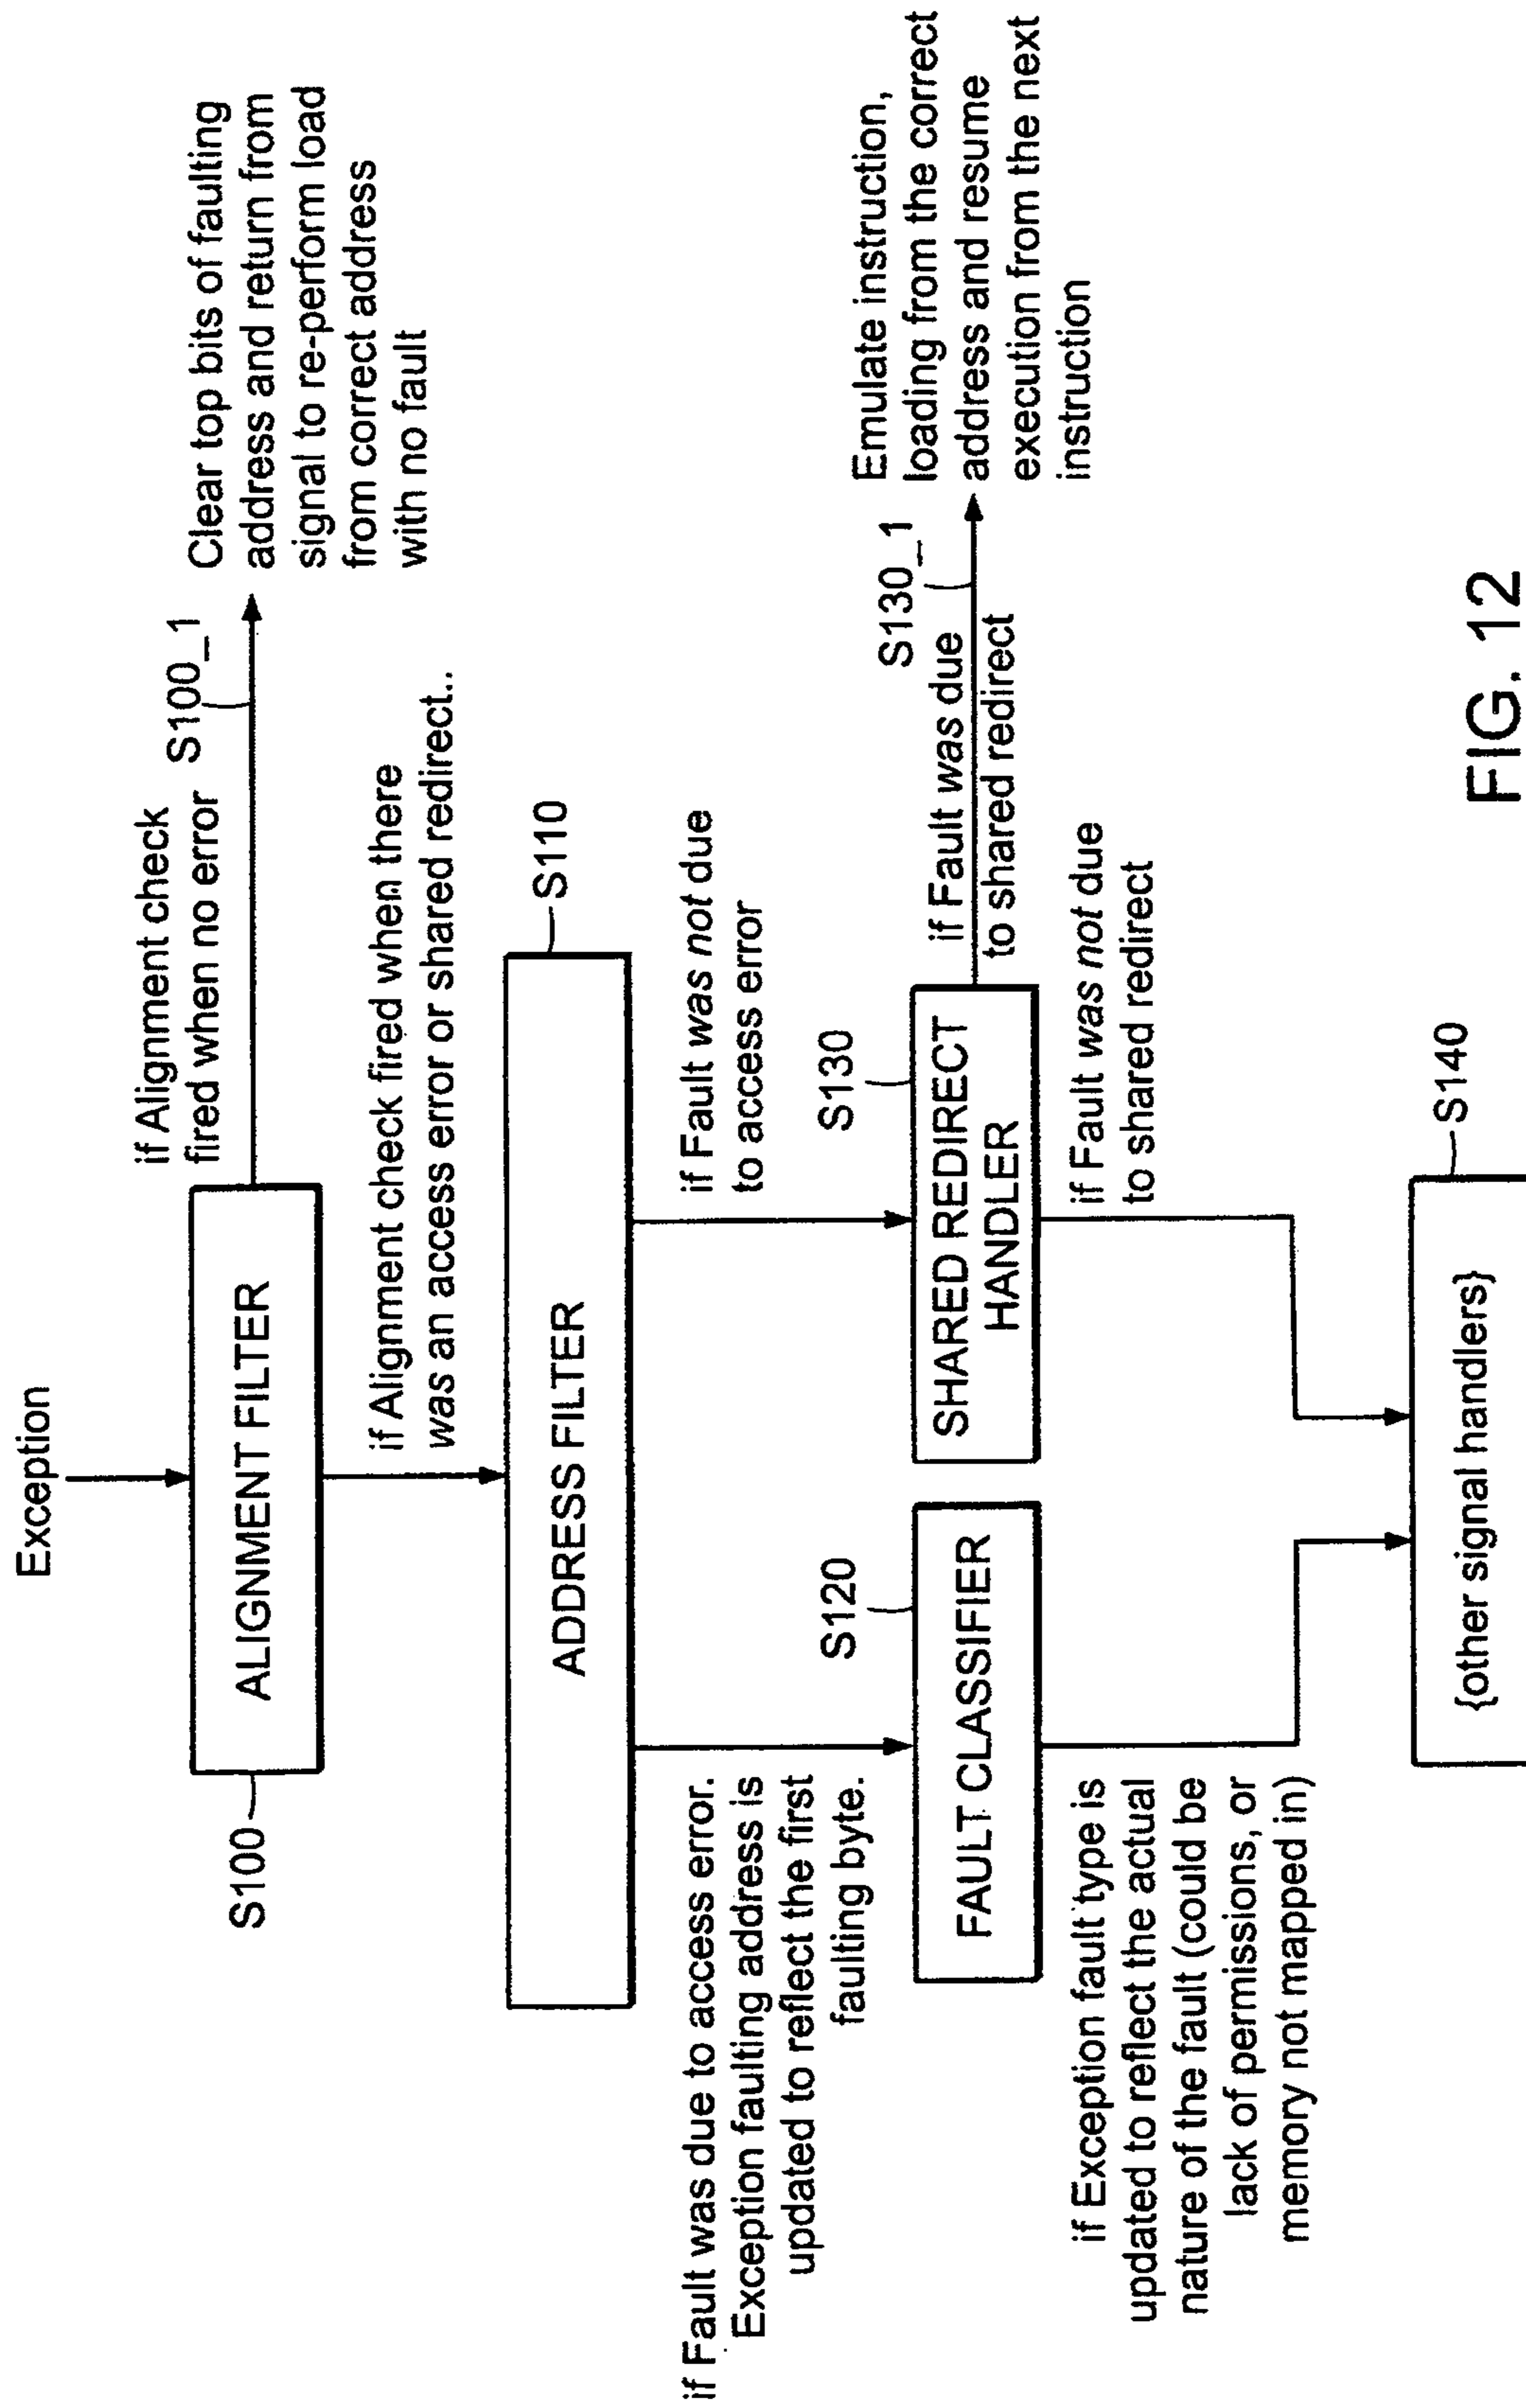 Exception
if Alignment check
fired when no error
S100_1
Clear top bits of faulting
address and return from
signal to re-perform load
from correct address
with no fault
S100
ALIGNMENT FILTER
if Alignment check fired when there
was an access error or shared redirect..
S110
ADDRESS FILTER
if Fault was due to access error.
Exception faulting address is
updated to reflect the first
faulting byte.
if Fault was not due
to access error
S120
FAULT CLASSIFIER
S130
SHARED REDIRECT
HANDLER
if Fault was due
to shared redirect
S130_1
Emulate instruction,
loading from the correct
address and resume
execution from the next
instruction
if Exception fault type is
updated to reflect the actual
nature of the fault (could be
lack of permissions, or
memory not mapped in)
if Fault was not due
to shared redirect
S140
{other signal handlers}
FIG. 12